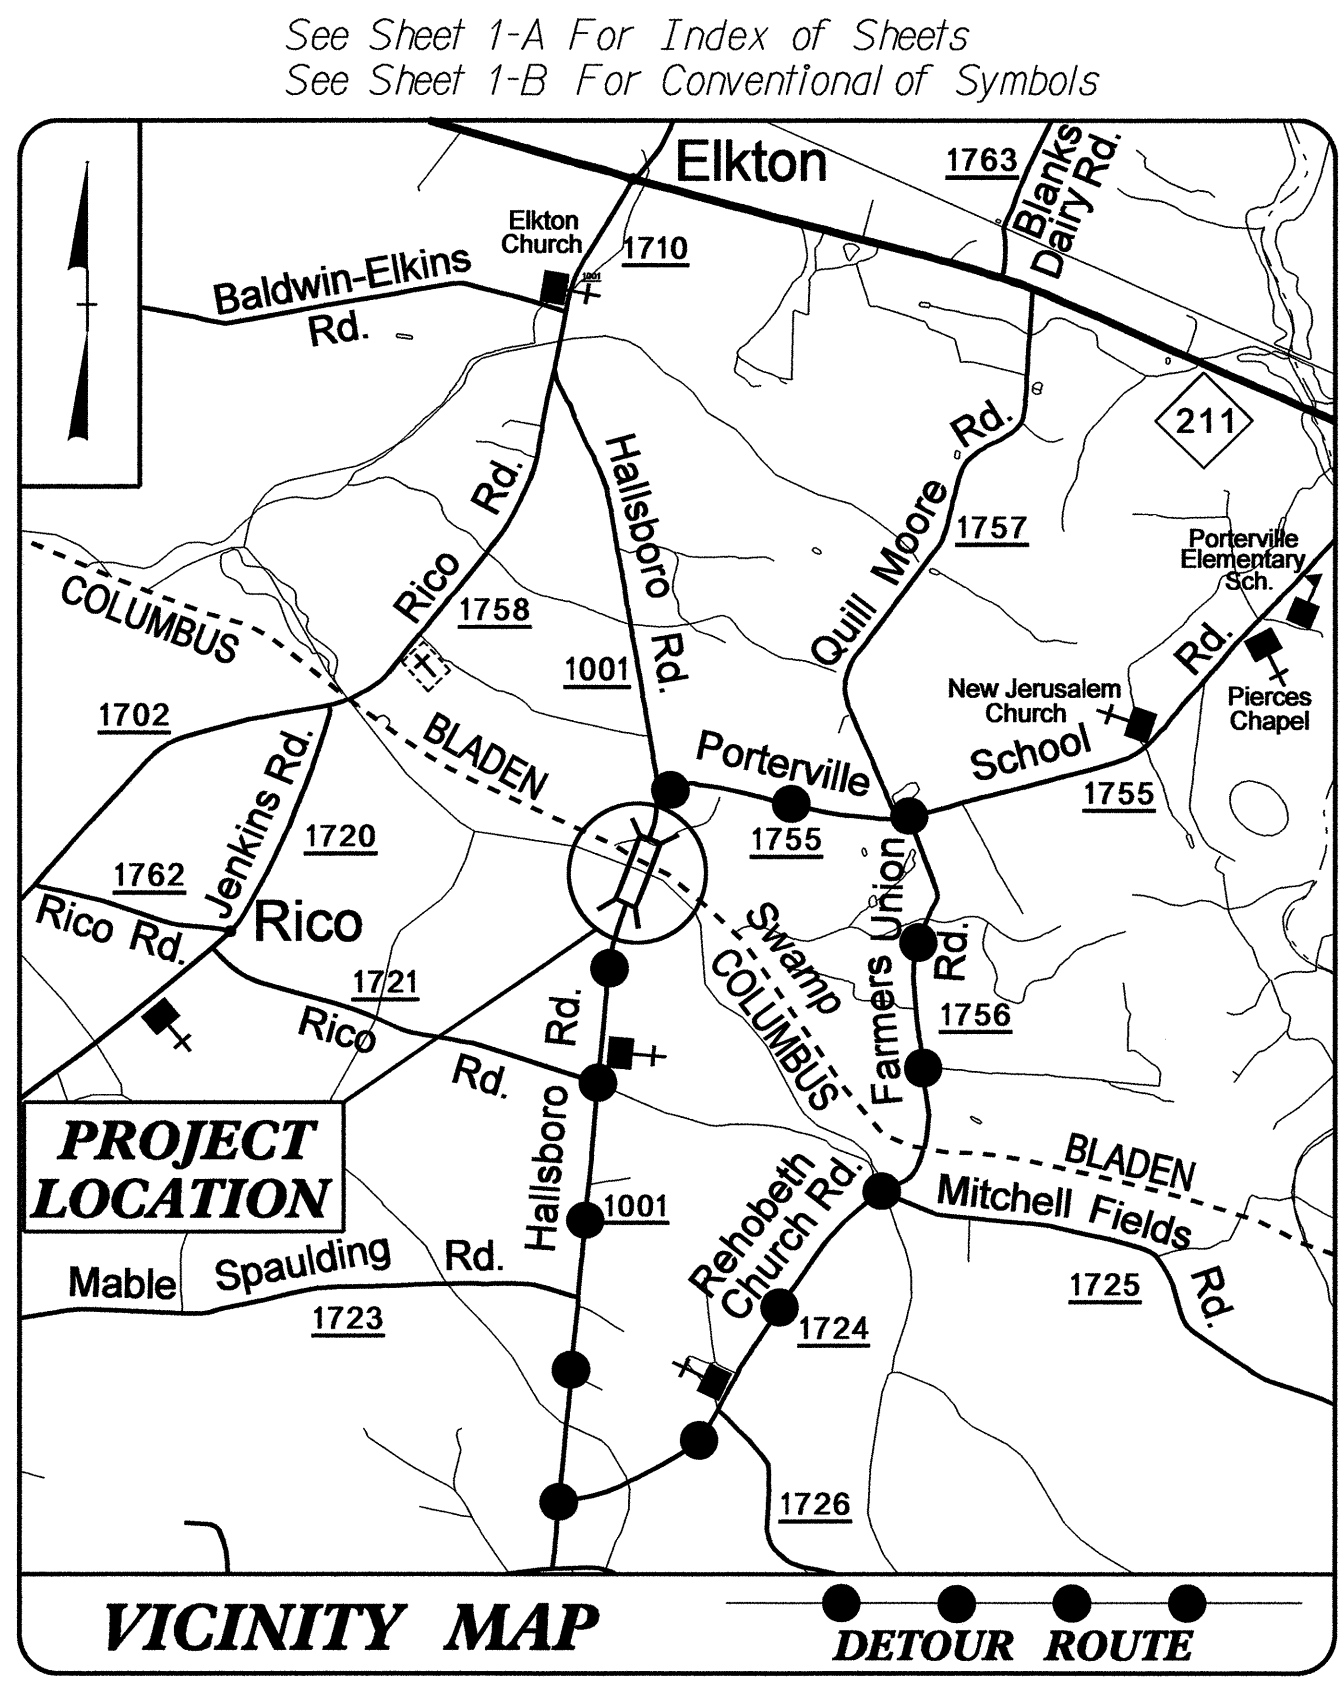 See Sheet 1-A For Index of Sheets
See Sheet 1-B For Conventional of Symbols
Elkton
1763
Blanks
Dairy Rd.
Elkton
Church
1710
1001
Baldwin-Elkins
Rd.
211
Rd.
Hallsboro
Rd.
Quill Moore
Rd.
1757
Porterville
Elementary
Sch.
COLUMBUS
Rico
1758
1001
Rd.
New Jerusalem
Church
Pierces
Chapel
1702
BLADEN
Porterville
School
Rd.
1755
1755
Jenkins Rd.
1720
1762
Rico Rd.
Rico
Swamp
COLUMBUS
Farmers Union
Rd.
1756
1721
Rico
Rd.
Rd.
Hallsboro
PROJECT
LOCATION
1001
BLADEN
Rehobeth
Church Rd.
Mitchell Fields
Rd.
1725
Mable Spaulding Rd.
1723
1724
1726
VICINITY MAP
DETOUR ROUTE